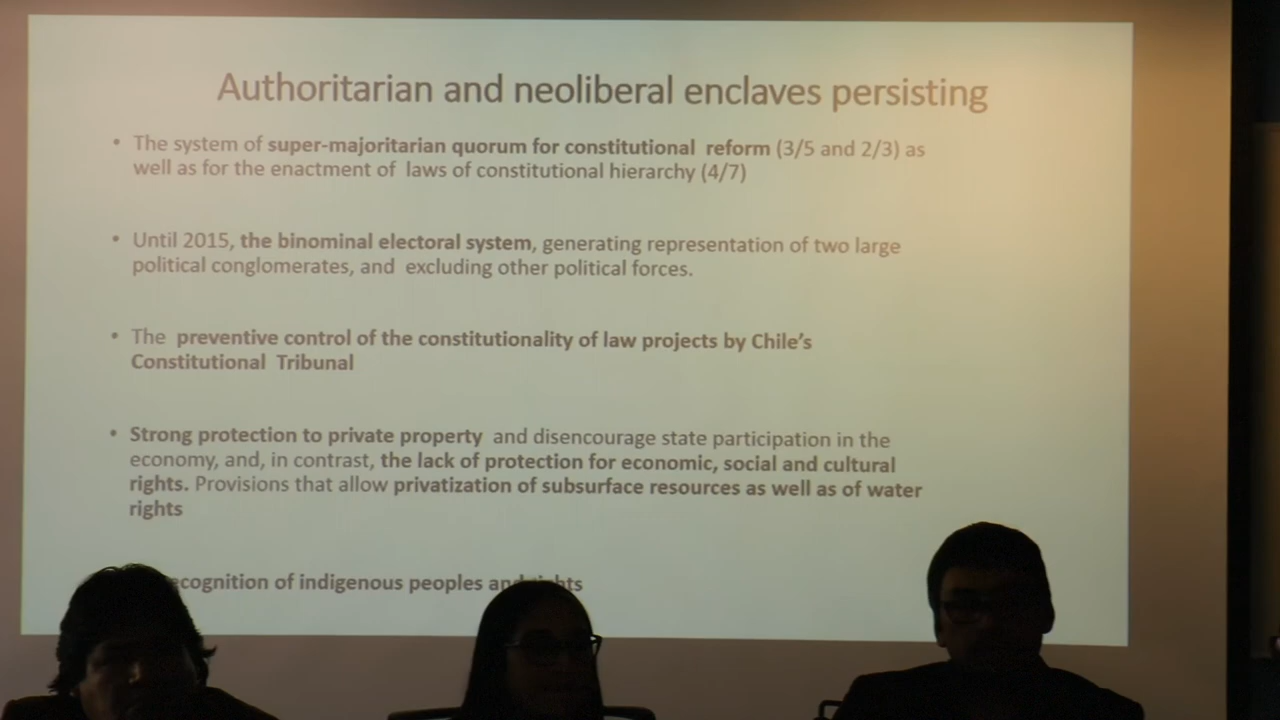 Authoritarian and neoliberal enclaves persisting
• The system of super-majoritarian quorum for constitutional reform (3/5 and 2/3) as
well as for the enactment of laws of constitutional hierarchy (4/7)
• Until 2015, the binominal electoral system, generating representation of two large
political conglomerates, and excluding other political forces.
• The preventive control of the constitutionality of law projects by Chile's
Constitutional Tribunal
• Strong protection to private property and disencourage state participation in the
economy, and, in contrast, the lack of protection for economic, social and cultural
rights. Provisions that allow privatization of subsurface resources as well as of water
rights
of indigenous peoples